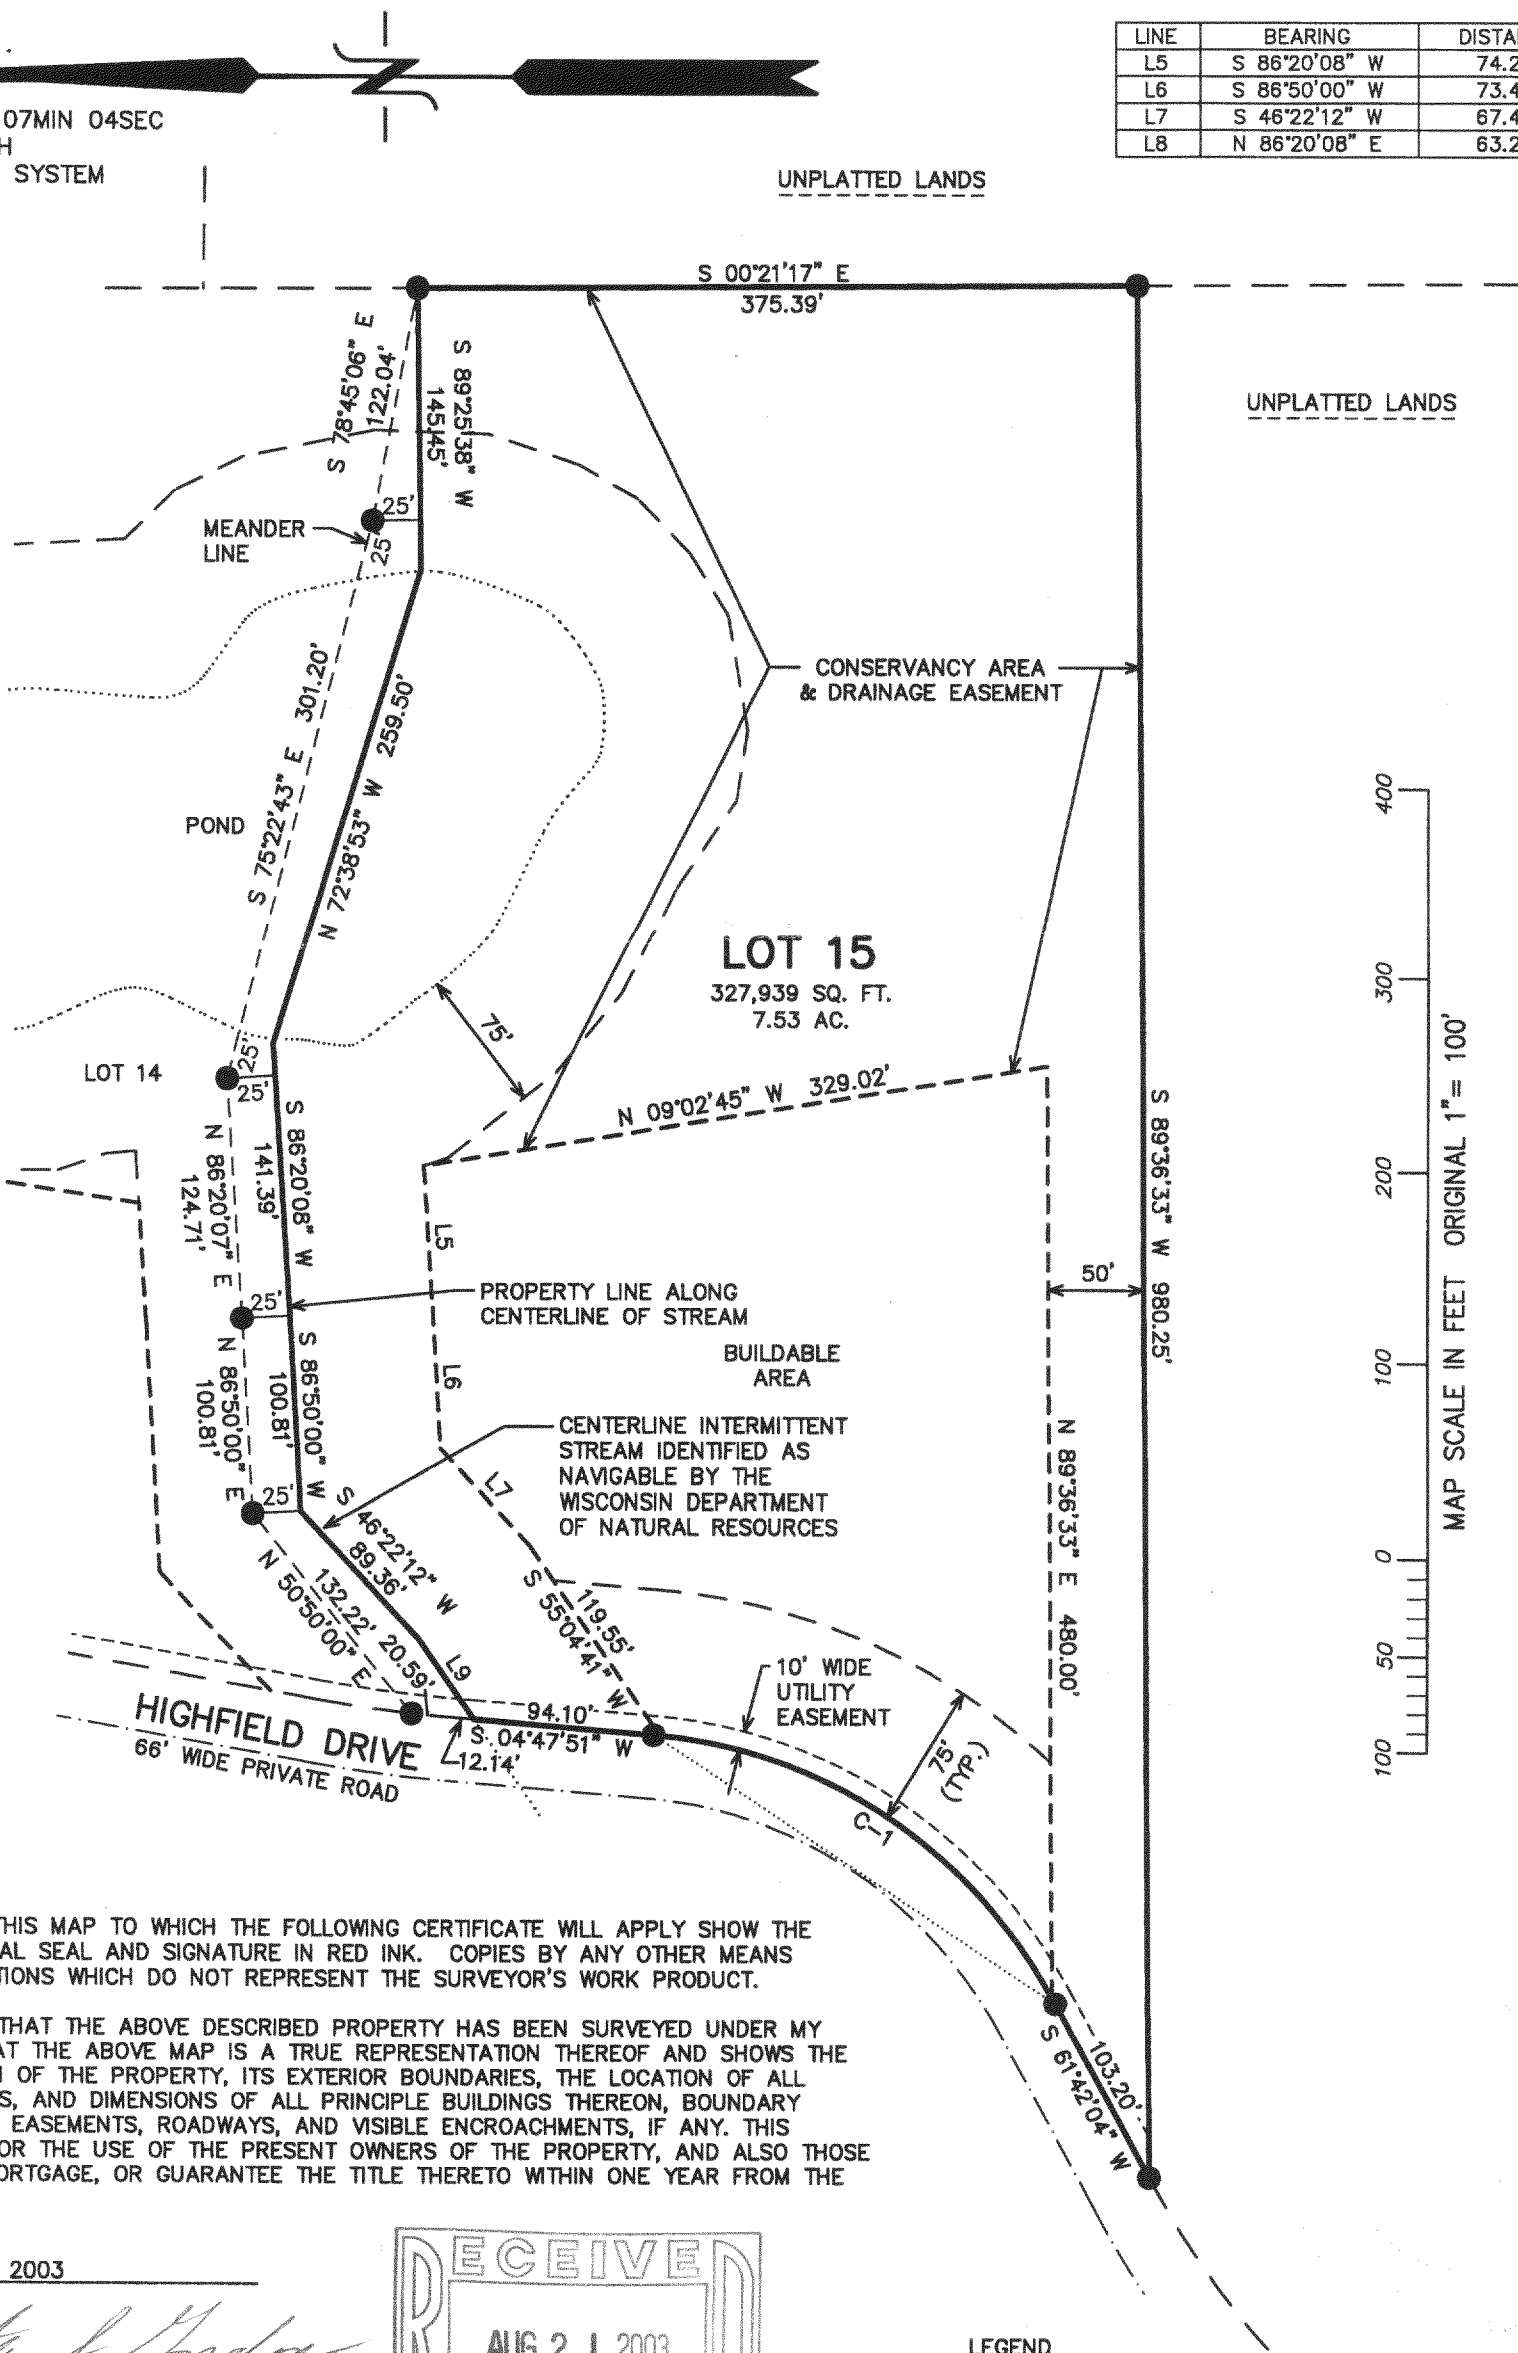 LINE BEARING
L5 S 86°20'08" W 74.2
L6 S 86°50'00" W 73.4
L7 S 46°22'12" W 67.4
L8 N 86°20'08" E 63.2
07MIN 04SEC
SYSTEM
UNPLATTED LANDS
S 00°21'17" E
375.39'
UNPLATTED LANDS
S 78°45'06" E
122.04'
S 89°25'38" W
145.45'
25'
MEANDER
LINE
25'
S 75°22'43" E 301.20'
N 72°38'53" W 259.50'
CONSERVANCY AREA
& DRAINAGE EASEMENT
POND
LOT 15
327,939 SQ. FT.
7.53 AC.
75'
LOT 14
25'
25'
N 09°02'45" W 329.02'
S 89°36'33" W 980.25'
N 86°20'07" E
124.71'
S 86°20'08" W
141.39'
L5
PROPERTY LINE ALONG
CENTERLINE OF STREAM
50'
25'
BUILDABLE
AREA
L6
N 86°50'00" E
100.81'
S 86°50'00" W
100.81'
CENTERLINE INTERMITTENT
STREAM IDENTIFIED AS
NAVIGABLE BY THE
WISCONSIN DEPARTMENT
OF NATURAL RESOURCES
L7
N 89°36'33" E 480.00'
25'
S 46°22'12" W
89.36'
N 50°50'00" E
132.22'
20.59'
L9
119.55'
S 55°04'41" W
10' WIDE
UTILITY
EASEMENT
94.10'
S 04°47'51" W
12.14'
HIGHFIELD DRIVE
66' WIDE PRIVATE ROAD
75'
(TYP.)
C-1
103.20'
S 61°42'04" W
400
300
200
100
0
50
100
MAP SCALE IN FEET ORIGINAL 1"= 100'
THIS MAP TO WHICH THE FOLLOWING CERTIFICATE WILL APPLY SHOW THE
AL SEAL AND SIGNATURE IN RED INK. COPIES BY ANY OTHER MEANS
TIONS WHICH DO NOT REPRESENT THE SURVEYOR'S WORK PRODUCT.
THAT THE ABOVE DESCRIBED PROPERTY HAS BEEN SURVEYED UNDER MY
AT THE ABOVE MAP IS A TRUE REPRESENTATION THEREOF AND SHOWS THE
OF THE PROPERTY, ITS EXTERIOR BOUNDARIES, THE LOCATION OF ALL
S, AND DIMENSIONS OF ALL PRINCIPLE BUILDINGS THEREON, BOUNDARY
EASEMENTS, ROADWAYS, AND VISIBLE ENCROACHMENTS, IF ANY. THIS
OR THE USE OF THE PRESENT OWNERS OF THE PROPERTY, AND ALSO THOSE
ORTGAGE, OR GUARANTEE THE TITLE THERETO WITHIN ONE YEAR FROM THE
2003
RECEIVED
AUG 2 1 2003
LEGEND